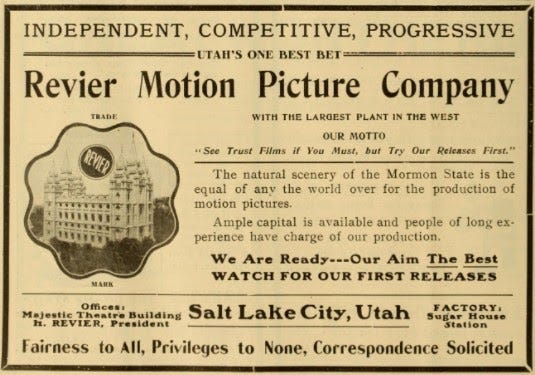 INDEPENDENT, COMPETITIVE, PROGRESSIVE
UTAH'S ONE BEST BET
Revier Motion Picture Company
TRADE
REVIER
MARK
WITH THE LARGEST PLANT IN THE WEST
OUR MOTTO
"See Trust Films if You Must, but Try Our Releases First."
The natural scenery of the Mormon State is the
equal of any the world over for the production of
motion pictures.
Ample capital is available and people of long ex-
perience have charge of our production.
We Are Ready---Our Aim The Best
WATCH FOR OUR FIRST RELEASES
Offices:
Majestic Theatre Building
H. REVIER, President
Salt Lake City, Utah
FACTORY:
Sugar House
Station
Fairness to All, Privileges to None, Correspondence Solicited